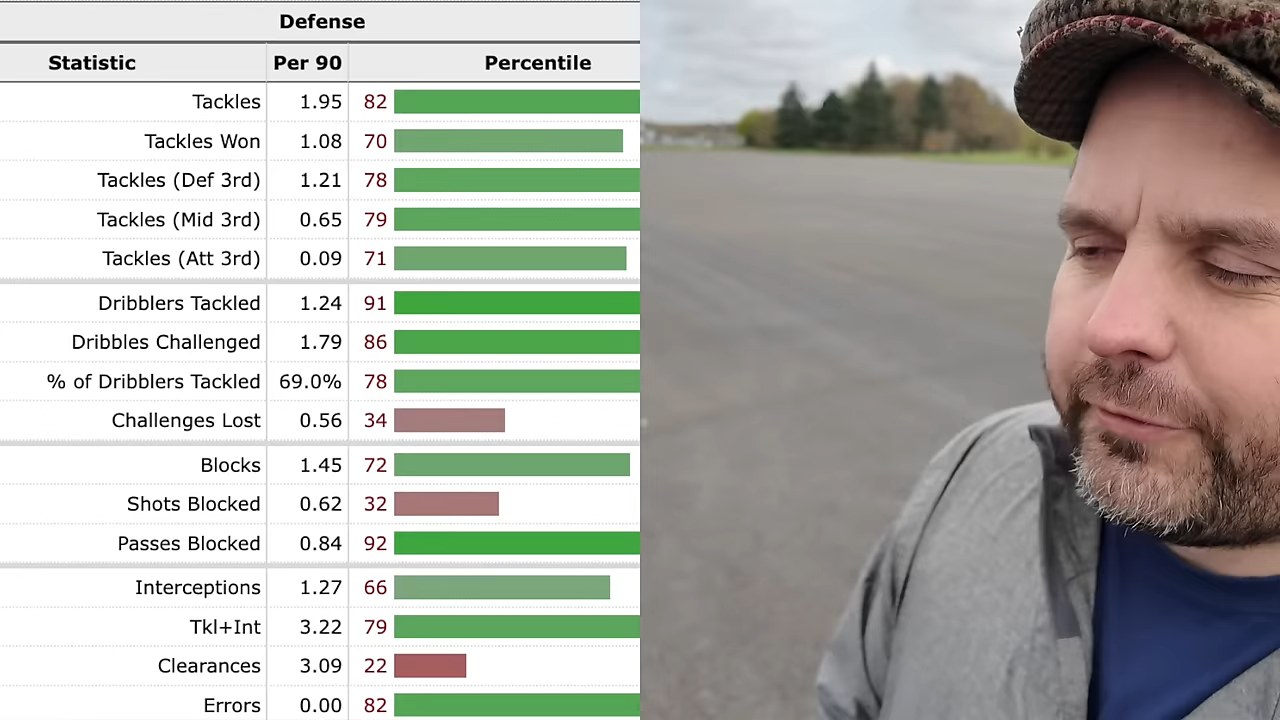 Defense
Statistic Per 90 Percentile
Tackles 1.95 82
Tackles Won 1.08 70
Tackles (Def 3rd) 1.21 78
Tackles (Mid 3rd) 0.65 79
Tackles (Att 3rd) 0.09 71
Dribblers Tackled 1.24 91
Dribbles Challenged 1.79 86
% of Dribblers Tackled 69.0% 78
Challenges Lost 0.56 34
Blocks 1.45 72
Shots Blocked 0.62 32
Passes Blocked 0.84 92
Interceptions 1.27 66
Tkl+Int 3.22 79
Clearances 3.09 22
Errors 0.00 82